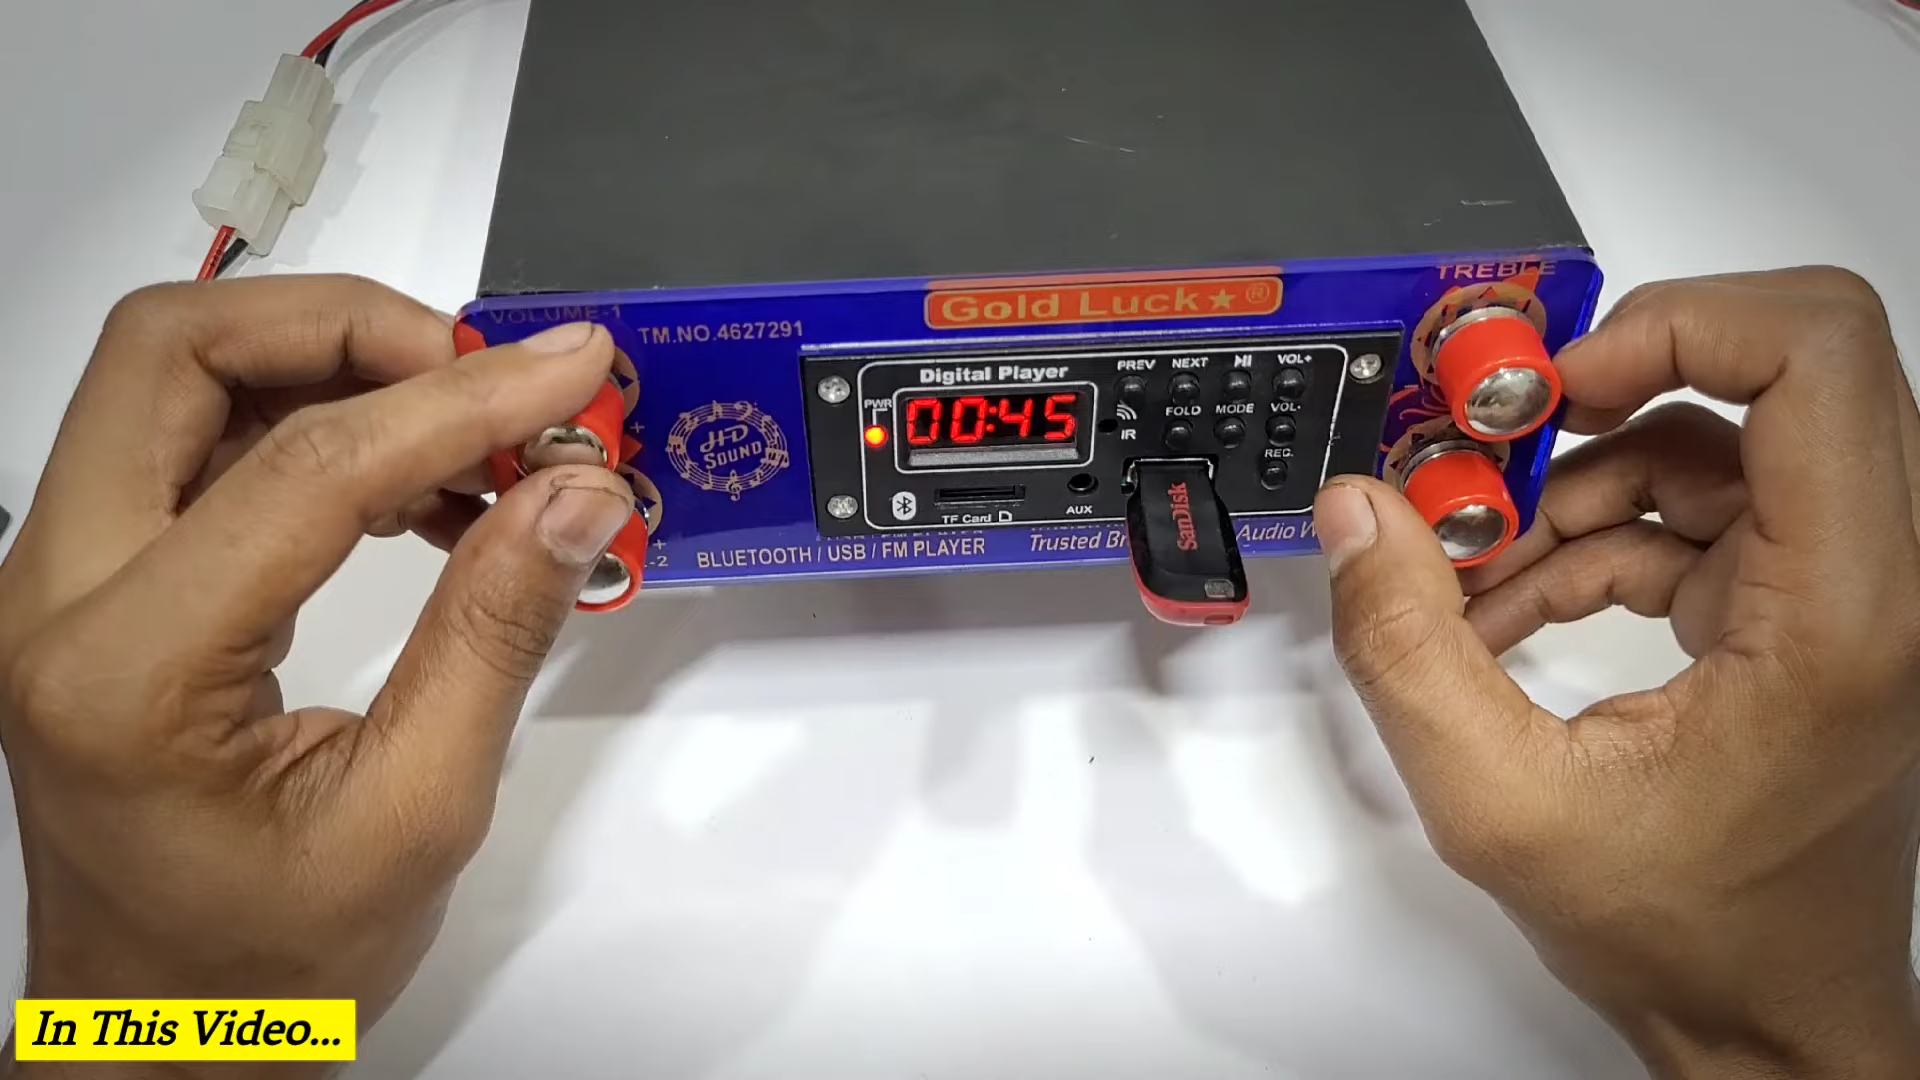 VOLUME-1
TM.NO.4627291
Gold Luck★®
TREBLE
HD
SOUND
Digital Player
PWR
00:45
PREV NEXT VOL+
IR
FOLD MODE VOL-
REC.
TF Card
AUX
-2
BLUETOOTH / USB / FM PLAYER
Trusted
Audio
SanDisk
In This Video...